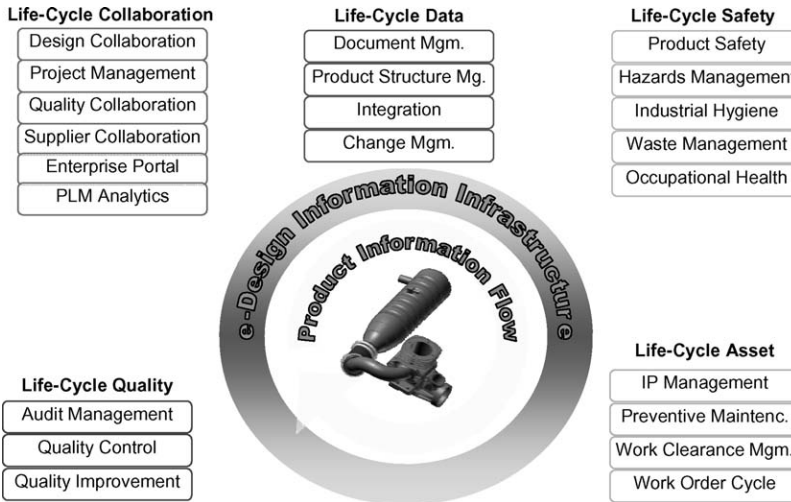 Life-Cycle Collaboration
Design Collaboration
Project Management
Quality Collaboration
Supplier Collaboration
Enterprise Portal
PLM Analytics
Life-Cycle Data
Document Mgm.
Product Structure Mg.
Integration
Change Mgm.
Life-Cycle Safety
Product Safety
Hazards Management
Industrial Hygiene
Waste Management
Occupational Health
e-Design Information Infrastructure
Product Information Flow
Life-Cycle Quality
Audit Management
Quality Control
Quality Improvement
Life-Cycle Asset
IP Management
Preventive Maintenc.
Work Clearance Mgm.
Work Order Cycle